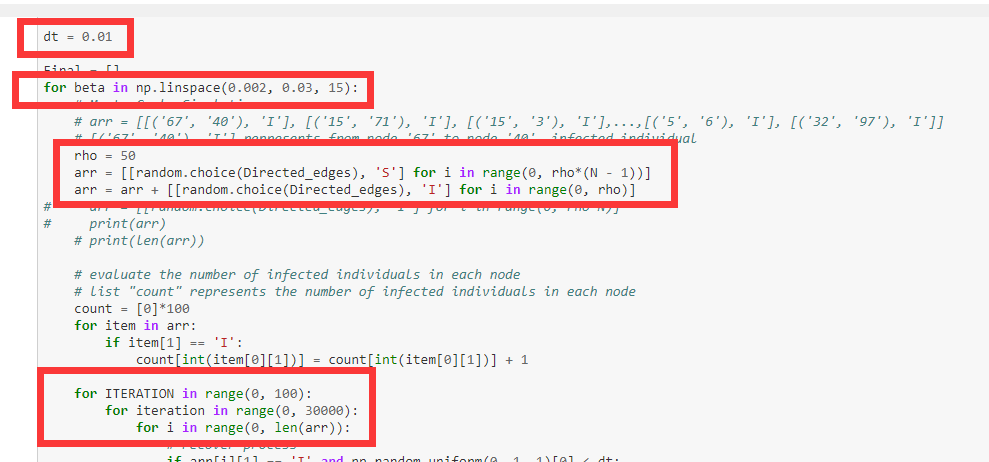 dt = 0.01
Final = []
for beta in np.linspace(0.002, 0.03, 15):
# arr = [[('67', '40'), 'I'], [('15', '71'), 'I'], [('15', '3'), 'I'],...,[('5', '6'), 'I'], [('32', '97'), 'I']]
# [('67', '40'), 'I'] represents from node '67' to node '40', infected individual
rho = 50
arr = [[random.choice(Directed_edges), 'S'] for i in range(0, rho*(N - 1))]
arr = arr + [[random.choice(Directed_edges), 'I'] for i in range(0, rho)]
# arr = [[random.choice(Directed_edges), 'I'] for i in range(0, rho*N)]
# print(arr)
# print(len(arr))
# evaluate the number of infected individuals in each node
# list "count" represents the number of infected individuals in each node
count = [0]*100
for item in arr:
if item[1] == 'I':
count[int(item[0][1])] = count[int(item[0][1])] + 1
for ITERATION in range(0, 100):
for iteration in range(0, 30000):
for i in range(0, len(arr)):
# recover process
if arr[i][1] == 'I' and np.random.uniform(0, 1, 1)[0] < dt: